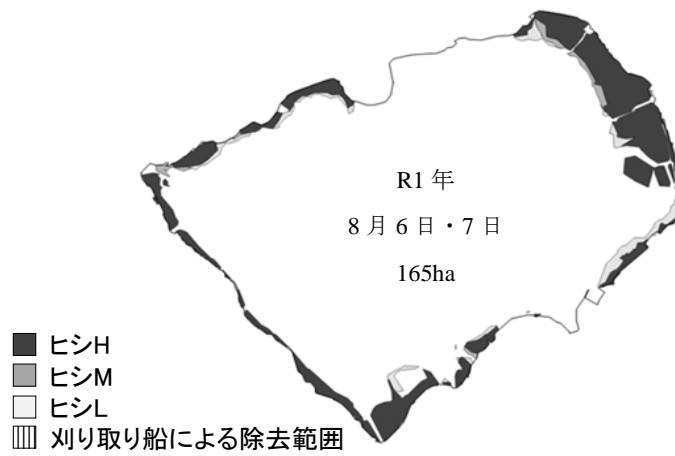 R1 年
8 月 6 日・7 日
165ha
ヒシH
ヒシM
ヒシL
刈り取り船による除去範囲